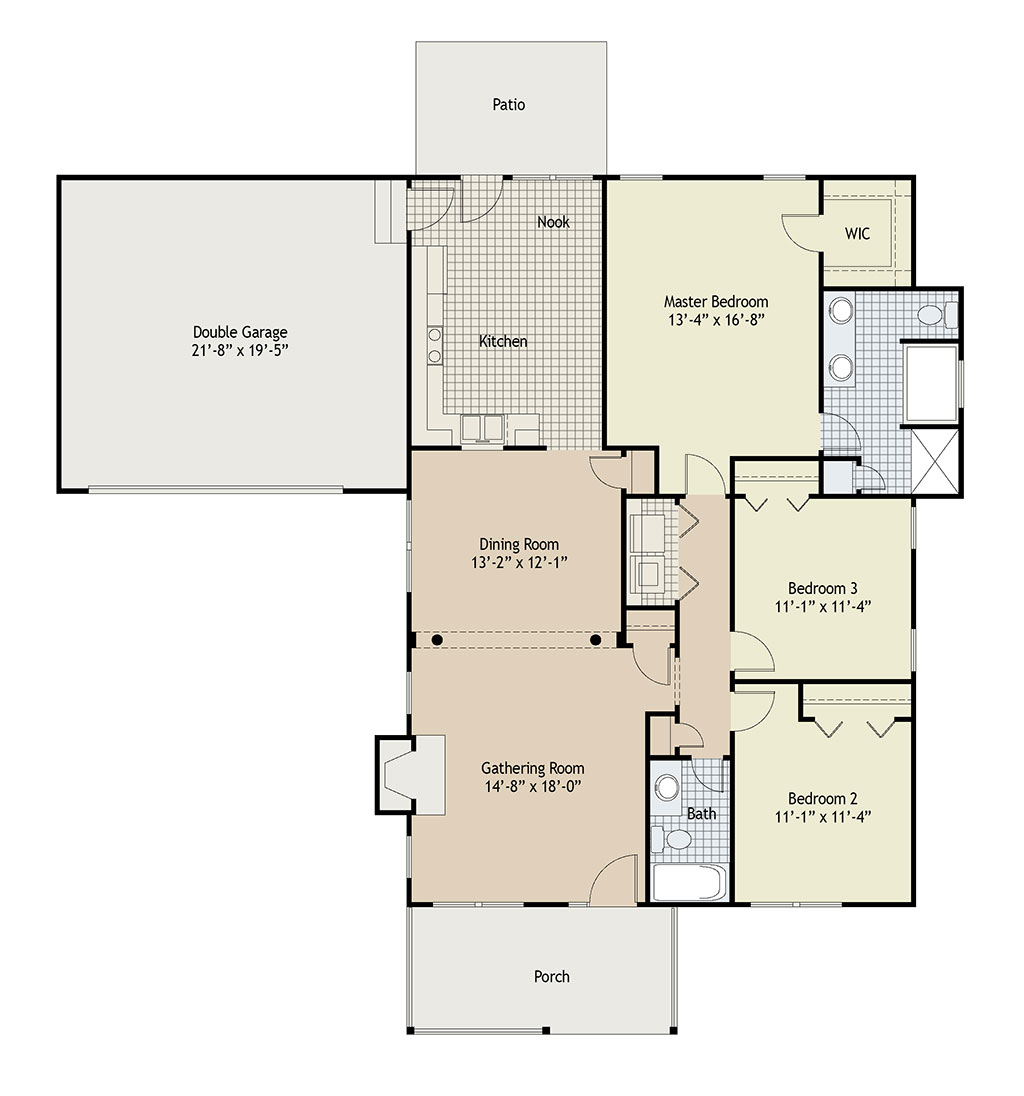 Patio
Nook
WIC
Master Bedroom
13’-4” x 16’-8”
Double Garage
21’-8” x 19’-5”
Kitchen
Dining Room
13’-2” x 12’-1”
Bedroom 3
11’-1” x 11’-4”
Gathering Room
14’-8” x 18’-0”
Bedroom 2
11’-1” x 11’-4”
Bath
Porch